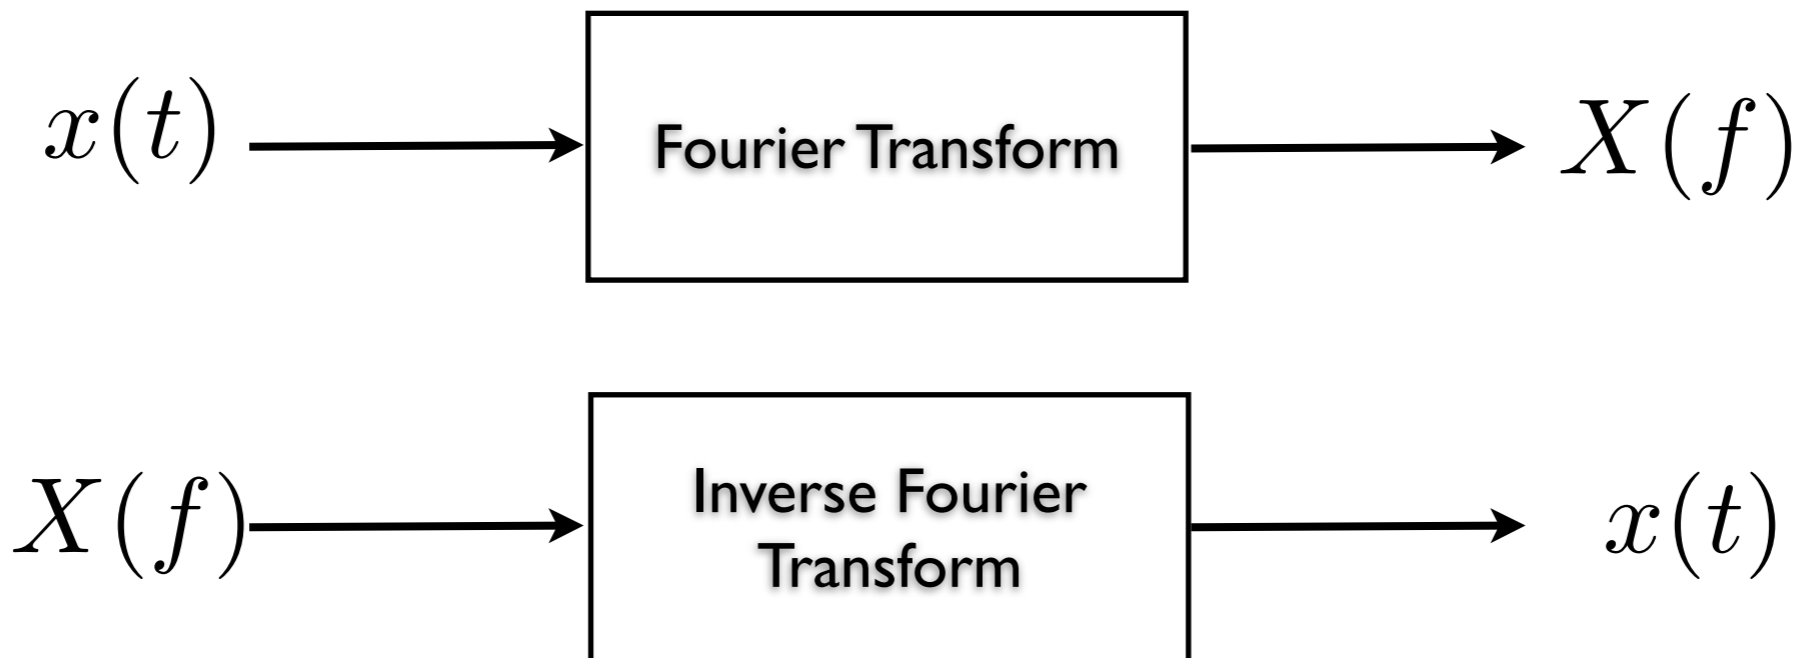 x(t)
Fourier Transform
X(f)
X(f)
Inverse Fourier
Transform
x(t)